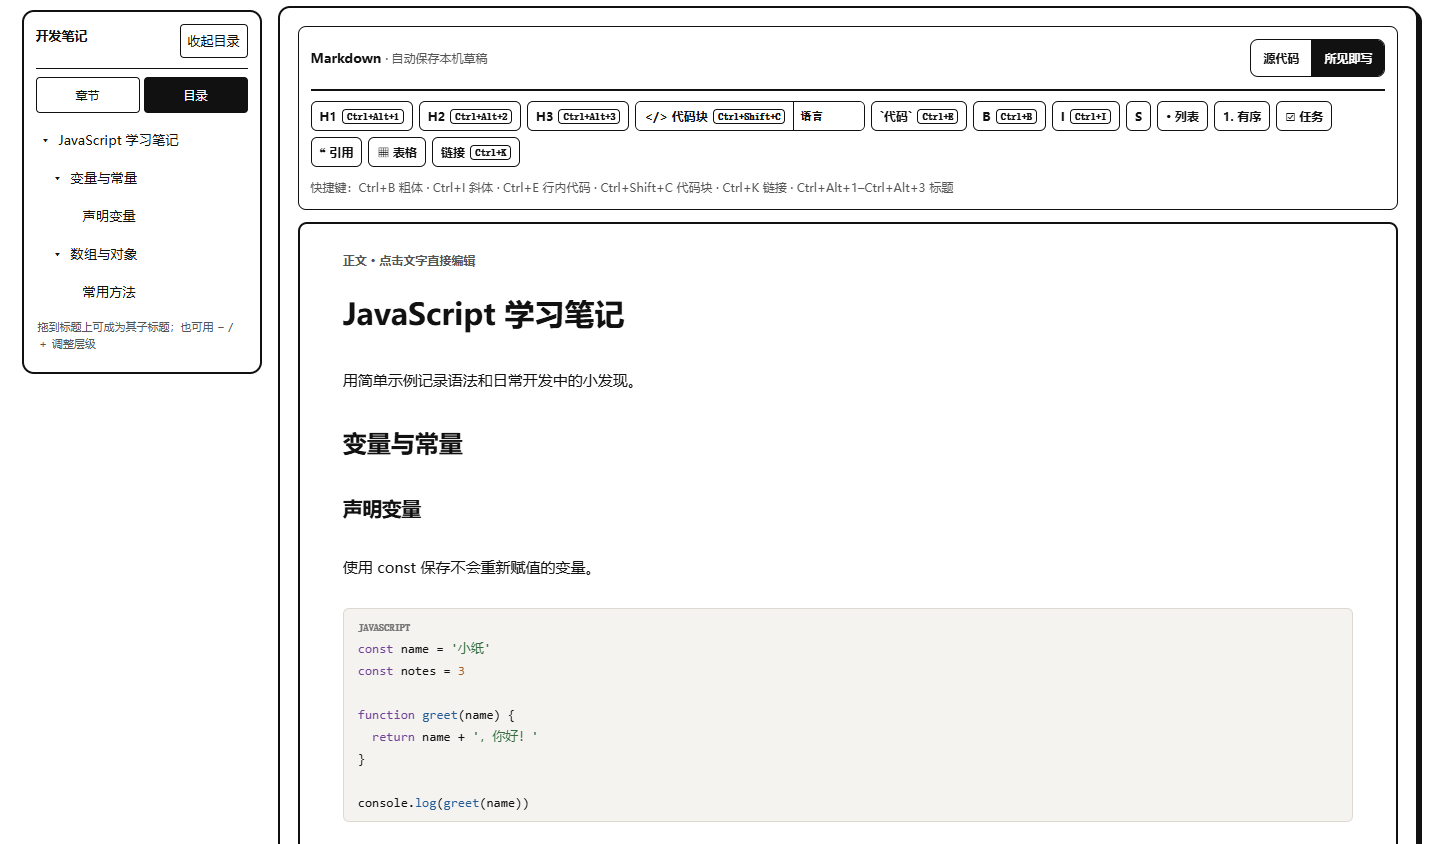 开发笔记
收起目录
章节
目录
JavaScript 学习笔记
变量与常量
声明变量
数组与对象
常用方法
拖到标题上可成为其子标题；也可用 − /
+ 调整层级
Markdown · 自动保存本机草稿
源代码
所见即写
H1 Ctrl+Alt+1
H2 Ctrl+Alt+2
H3 Ctrl+Alt+3
</> 代码块 Ctrl+Shift+C
语言
`代码` Ctrl+E
B Ctrl+B
I Ctrl+I
S
• 列表
1. 有序
☑ 任务
❝ 引用
▦ 表格
链接 Ctrl+K
快捷键：Ctrl+B 粗体 · Ctrl+I 斜体 · Ctrl+E 行内代码 · Ctrl+Shift+C 代码块 · Ctrl+K 链接 · Ctrl+Alt+1–Ctrl+Alt+3 标题
正文 • 点击文字直接编辑
JavaScript 学习笔记
用简单示例记录语法和日常开发中的小发现。
变量与常量
声明变量
使用 const 保存不会重新赋值的变量。
JAVASCRIPT
const name = '小纸'
const notes = 3
function greet(name) {
  return name + '，你好！'
}
console.log(greet(name))